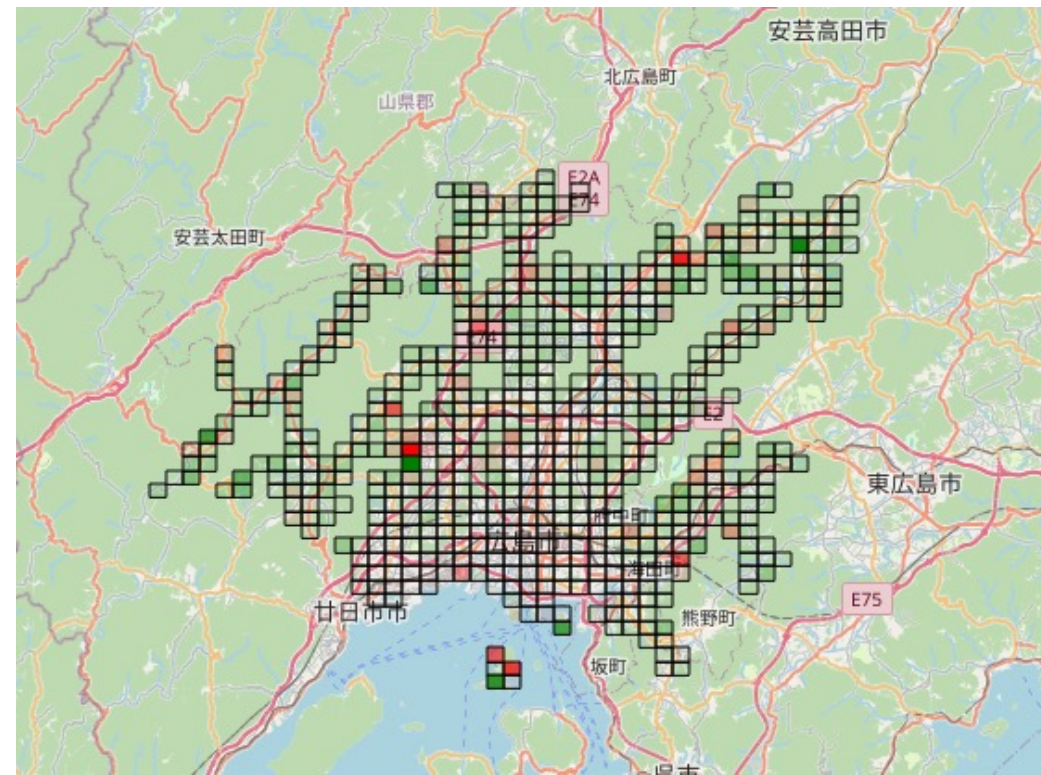 安芸高田市
北広島町
山県郡
E2A
E74
安芸太田町
E74
E2
東広島市
府中町
広島市
海田町
E75
廿日市市
熊野町
坂町
呉市